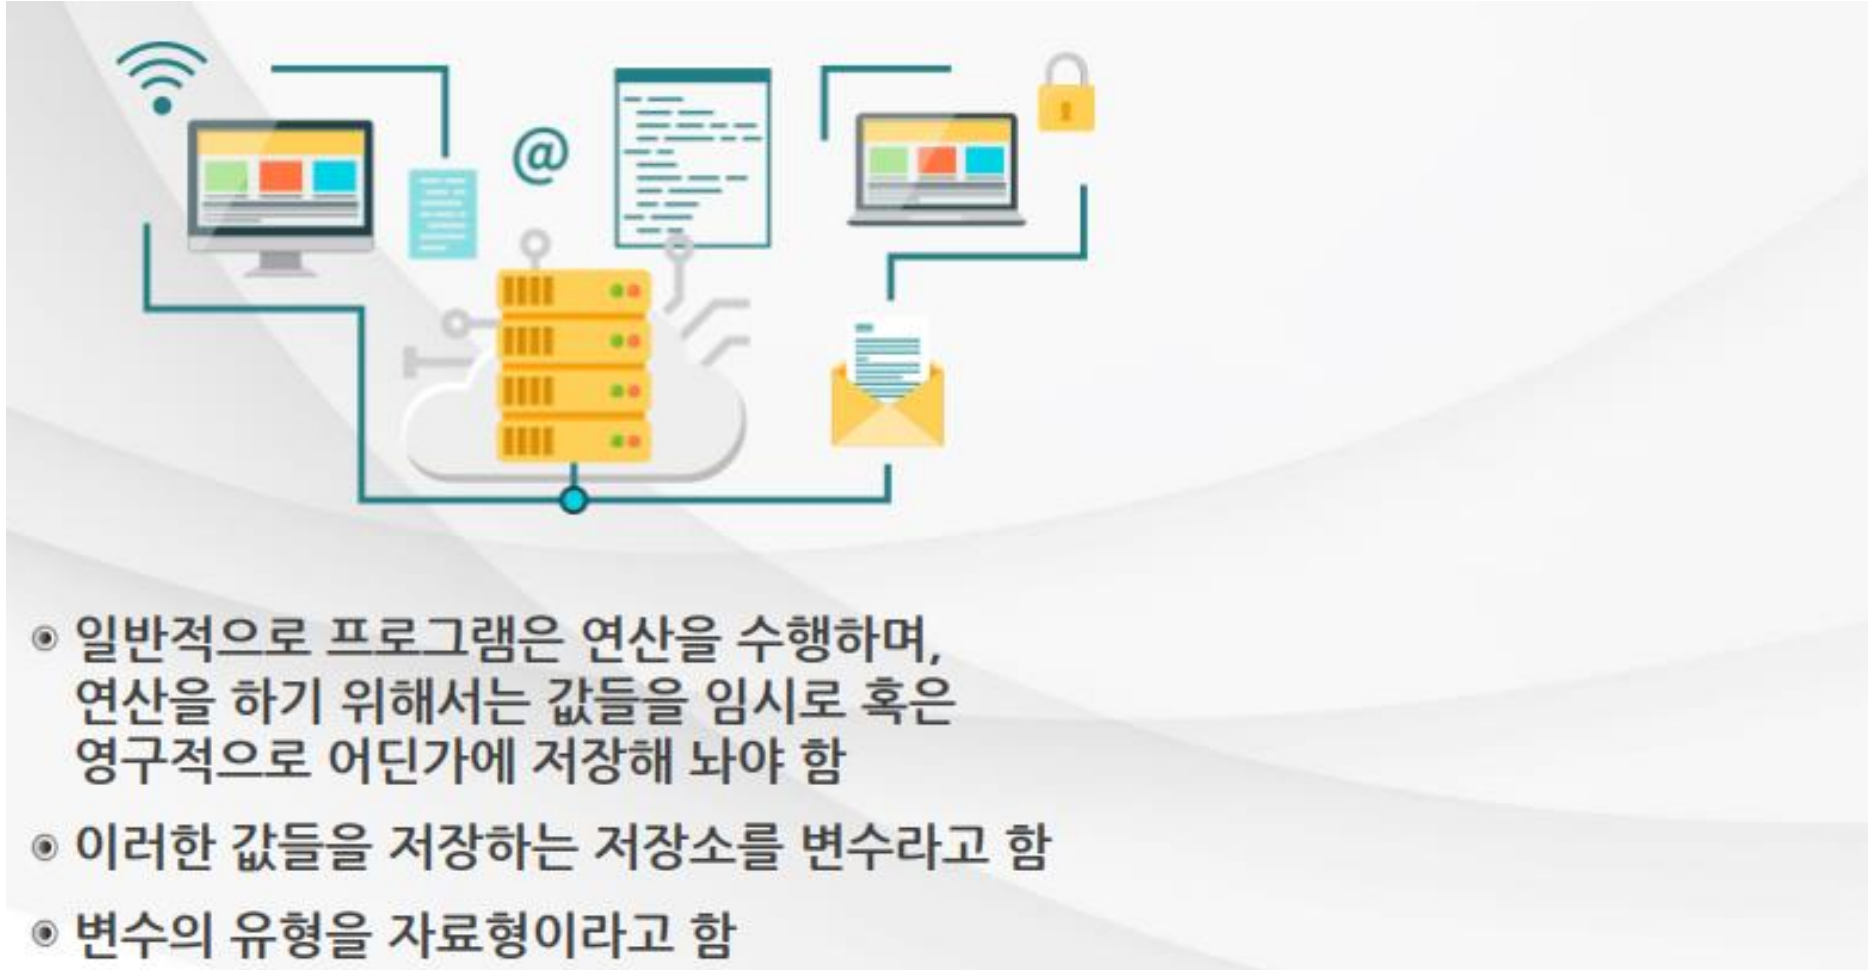 @
일반적으로 프로그램은 연산을 수행하며,
연산을 하기 위해서는 값들을 임시로 혹은
영구적으로 어딘가에 저장해 놔야 함
이러한 값들을 저장하는 저장소를 변수라고 함
변수의 유형을 자료형이라고 함